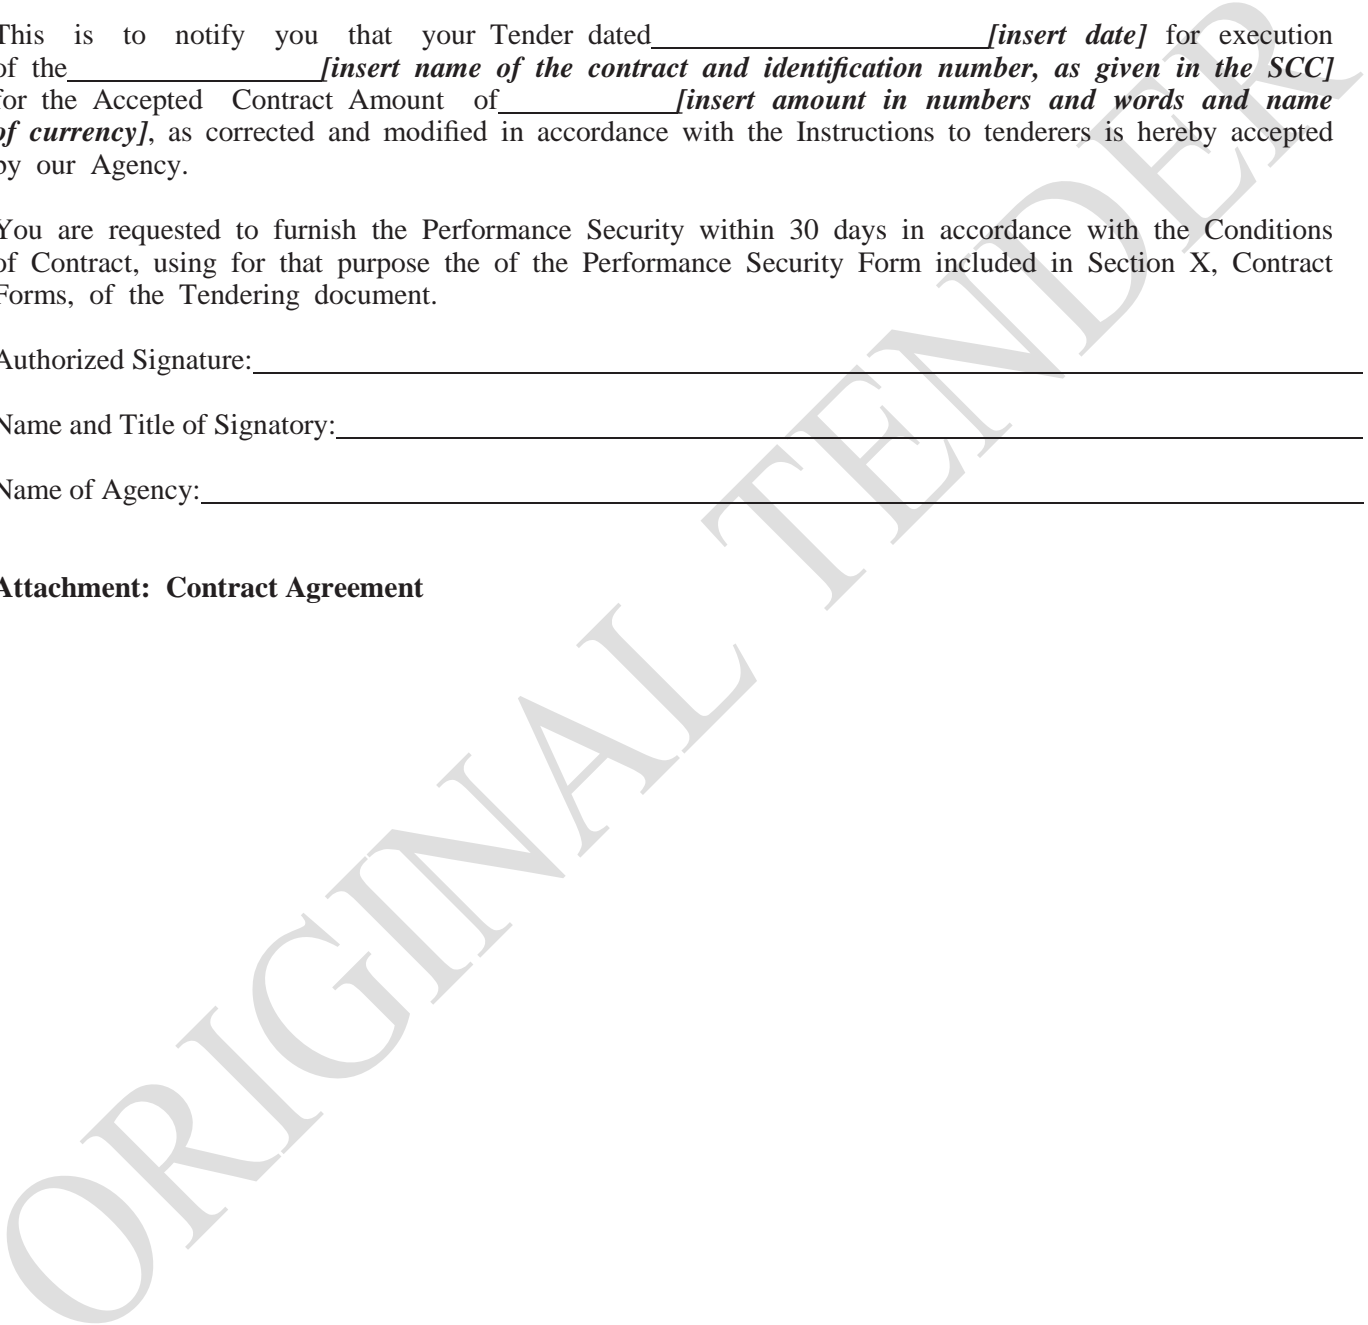 This is to notify you that your Tender dated____________________[insert date] for execution
of the_______________[insert name of the contract and identification number, as given in the SCC]
for the Accepted Contract Amount of___________[insert amount in numbers and words and name
of currency], as corrected and modified in accordance with the Instructions to tenderers is hereby accepted
by our Agency.
You are requested to furnish the Performance Security within 30 days in accordance with the Conditions
of Contract, using for that purpose the of the Performance Security Form included in Section X, Contract
Forms, of the Tendering document.
Authorized Signature:
Name and Title of Signatory:
Name of Agency:
Attachment: Contract Agreement
ORIGINAL TENDER